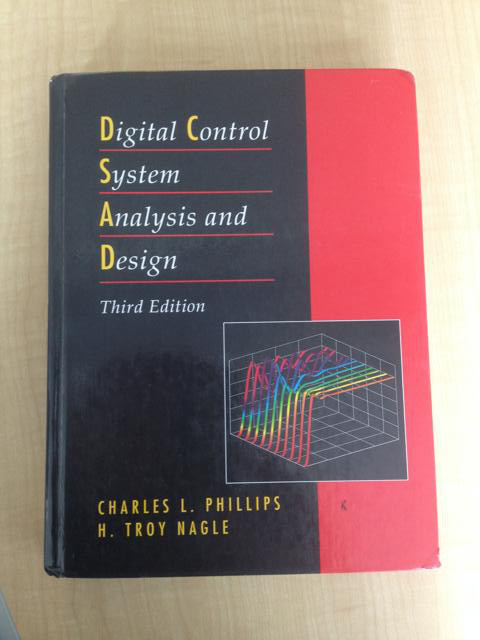 Digital Control
System
Analysis and
Design
Third Edition
CHARLES L. PHILLIPS
H. TROY NAGLE
K